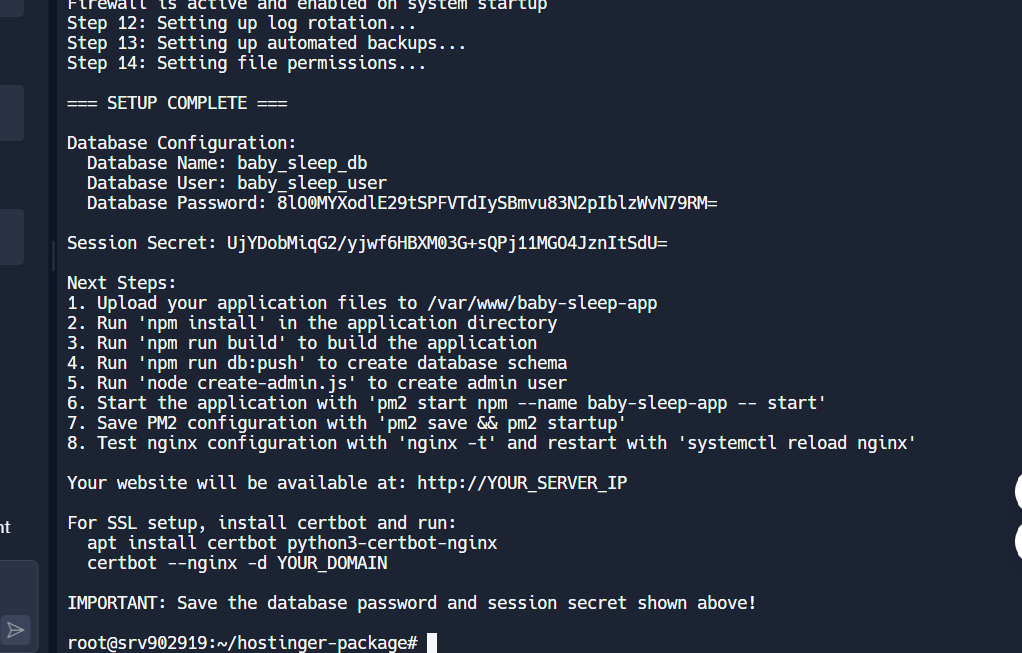 Firewall is active and enabled on system startup
Step 12: Setting up log rotation...
Step 13: Setting up automated backups...
Step 14: Setting file permissions...
=== SETUP COMPLETE ===
Database Configuration:
Database Name: baby_sleep_db
Database User: baby_sleep_user
Database Password: 8lO0MYXodlE29tSPFVTdIySBmvu83N2pIblzWvN79RM=
Session Secret: UjYDobMiqG2/yjwf6HBXM03G+sQPj11MGO4JznItSdU=
Next Steps:
1. Upload your application files to /var/www/baby-sleep-app
2. Run 'npm install' in the application directory
3. Run 'npm run build' to build the application
4. Run 'npm run db:push' to create database schema
5. Run 'node create-admin.js' to create admin user
6. Start the application with 'pm2 start npm --name baby-sleep-app -- start'
7. Save PM2 configuration with 'pm2 save && pm2 startup'
8. Test nginx configuration with 'nginx -t' and restart with 'systemctl reload nginx'
Your website will be available at: http://YOUR_SERVER_IP
nt
For SSL setup, install certbot and run:
apt install certbot python3-certbot-nginx
certbot --nginx -d YOUR_DOMAIN
IMPORTANT: Save the database password and session secret shown above!
root@srv902919:~/hostinger-package#